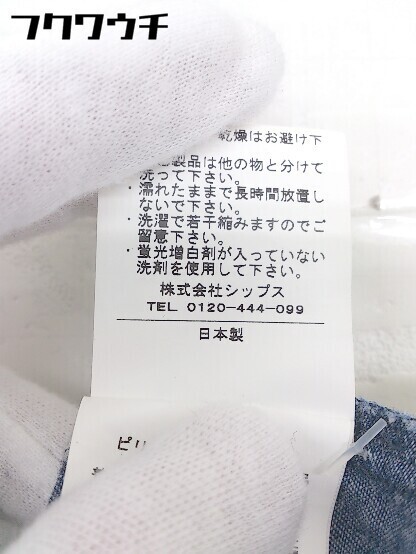 フクワウチ
乾燥はお避け下
製品は他の物と分けて
洗って下さい。
・濡れたままで長時間放置し
ないで下さい。
・洗濯で若干縮みますのでご
留意下さい。
・蛍光増白剤が入っていない
洗剤を使用して下さい。
株式会社シップス
TEL 0120-444-099
日本製